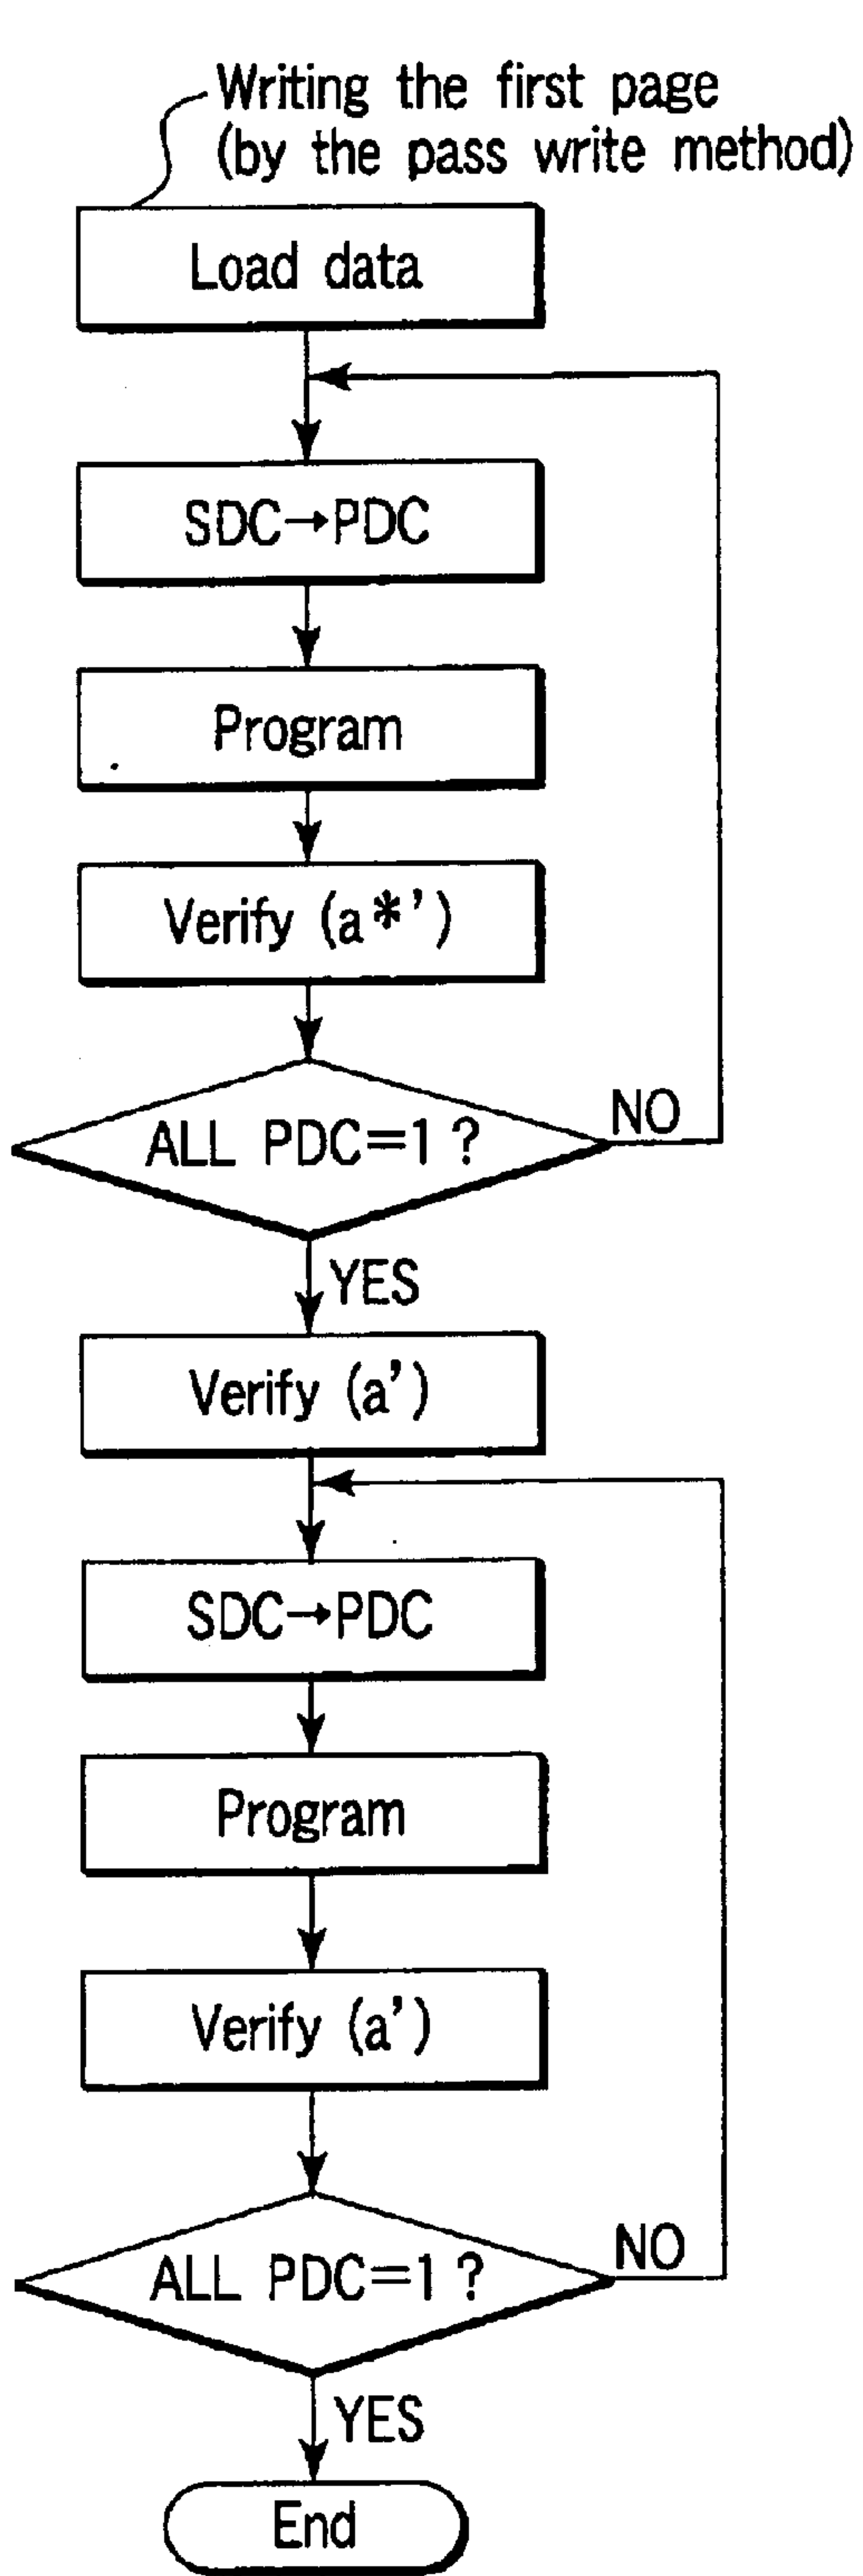 Writing the first page
(by the pass write method)
Load data
SDC→PDC
Program
Verify (a*’)
ALL PDC=1 ?
NO
YES
Verify (a’)
SDC→PDC
Program
Verify (a’)
ALL PDC=1 ?
NO
YES
End